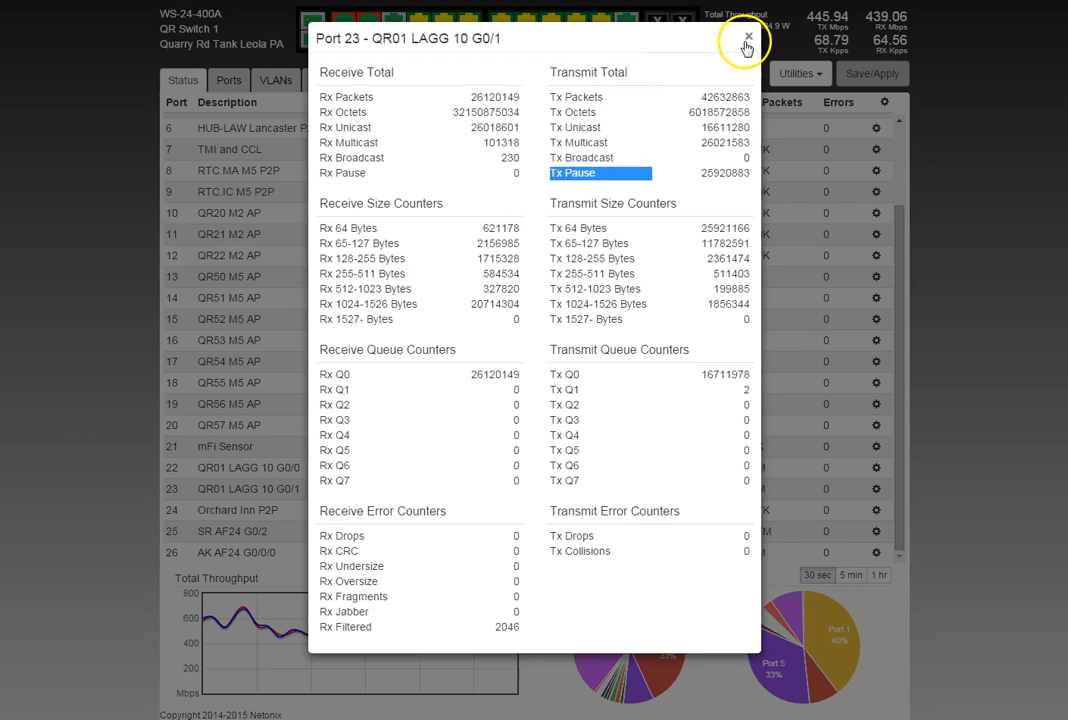 WS-24-400A
QR Switch 1
Quarry Rd Tank Leola PA
Total Throughput
4.9 W
445.94
TX Mbps
439.06
RX Mbps
68.79
TX Kpps
64.56
RX Kpps
Port 23 - QR01 LAGG 10 G0/1
×
Status Ports VLANs
Utilities Save/Apply
Port Description
Packets Errors
6 HUB-LAW Lancaster P 0
7 TMI and CCL 0
8 RTC.MA M5 P2P 0
9 RTC.IC M5 P2P 0
10 QR20 M2 AP 0
11 QR21 M2 AP 0
12 QR22 M2 AP 0
13 QR50 M5 AP 0
14 QR51 M5 AP 0
15 QR52 M5 AP 0
16 QR53 M5 AP 0
17 QR54 M5 AP 0
18 QR55 M5 AP 0
19 QR56 M5 AP 0
20 QR57 M5 AP 0
21 mFi Sensor 0
22 QR01 LAGG 10 G0/0 0
23 QR01 LAGG 10 G0/1 0
24 Orchard Inn P2P 0
25 SR AF24 G0/2 0
26 AK AF24 G0/0/0 0
Receive Total
Rx Packets 26120149
Rx Octets 32150875034
Rx Unicast 26018601
Rx Multicast 101318
Rx Broadcast 230
Rx Pause 0
Transmit Total
Tx Packets 42632863
Tx Octets 6018572858
Tx Unicast 16611280
Tx Multicast 26021583
Tx Broadcast 0
Tx Pause 25920883
Receive Size Counters
Rx 64 Bytes 621178
Rx 65-127 Bytes 2156985
Rx 128-255 Bytes 1715328
Rx 255-511 Bytes 584534
Rx 512-1023 Bytes 327820
Rx 1024-1526 Bytes 20714304
Rx 1527- Bytes 0
Transmit Size Counters
Tx 64 Bytes 25921166
Tx 65-127 Bytes 11782591
Tx 128-255 Bytes 2361474
Tx 255-511 Bytes 511403
Tx 512-1023 Bytes 199885
Tx 1024-1526 Bytes 1856344
Tx 1527- Bytes 0
Receive Queue Counters
Rx Q0 26120149
Rx Q1 0
Rx Q2 0
Rx Q3 0
Rx Q4 0
Rx Q5 0
Rx Q6 0
Rx Q7 0
Transmit Queue Counters
Tx Q0 16711978
Tx Q1 2
Tx Q2 0
Tx Q3 0
Tx Q4 0
Tx Q5 0
Tx Q6 0
Tx Q7 0
Receive Error Counters
Rx Drops 0
Rx CRC 0
Rx Undersize 0
Rx Oversize 0
Rx Fragments 0
Rx Jabber 0
Rx Filtered 2046
Transmit Error Counters
Tx Drops 0
Tx Collisions 0
Total Throughput
30 sec 5 min 1 hr
800
600
400
200
Mbps
33%
Port 1
40%
Port 5
33%
Copyright 2014-2015 Netonix